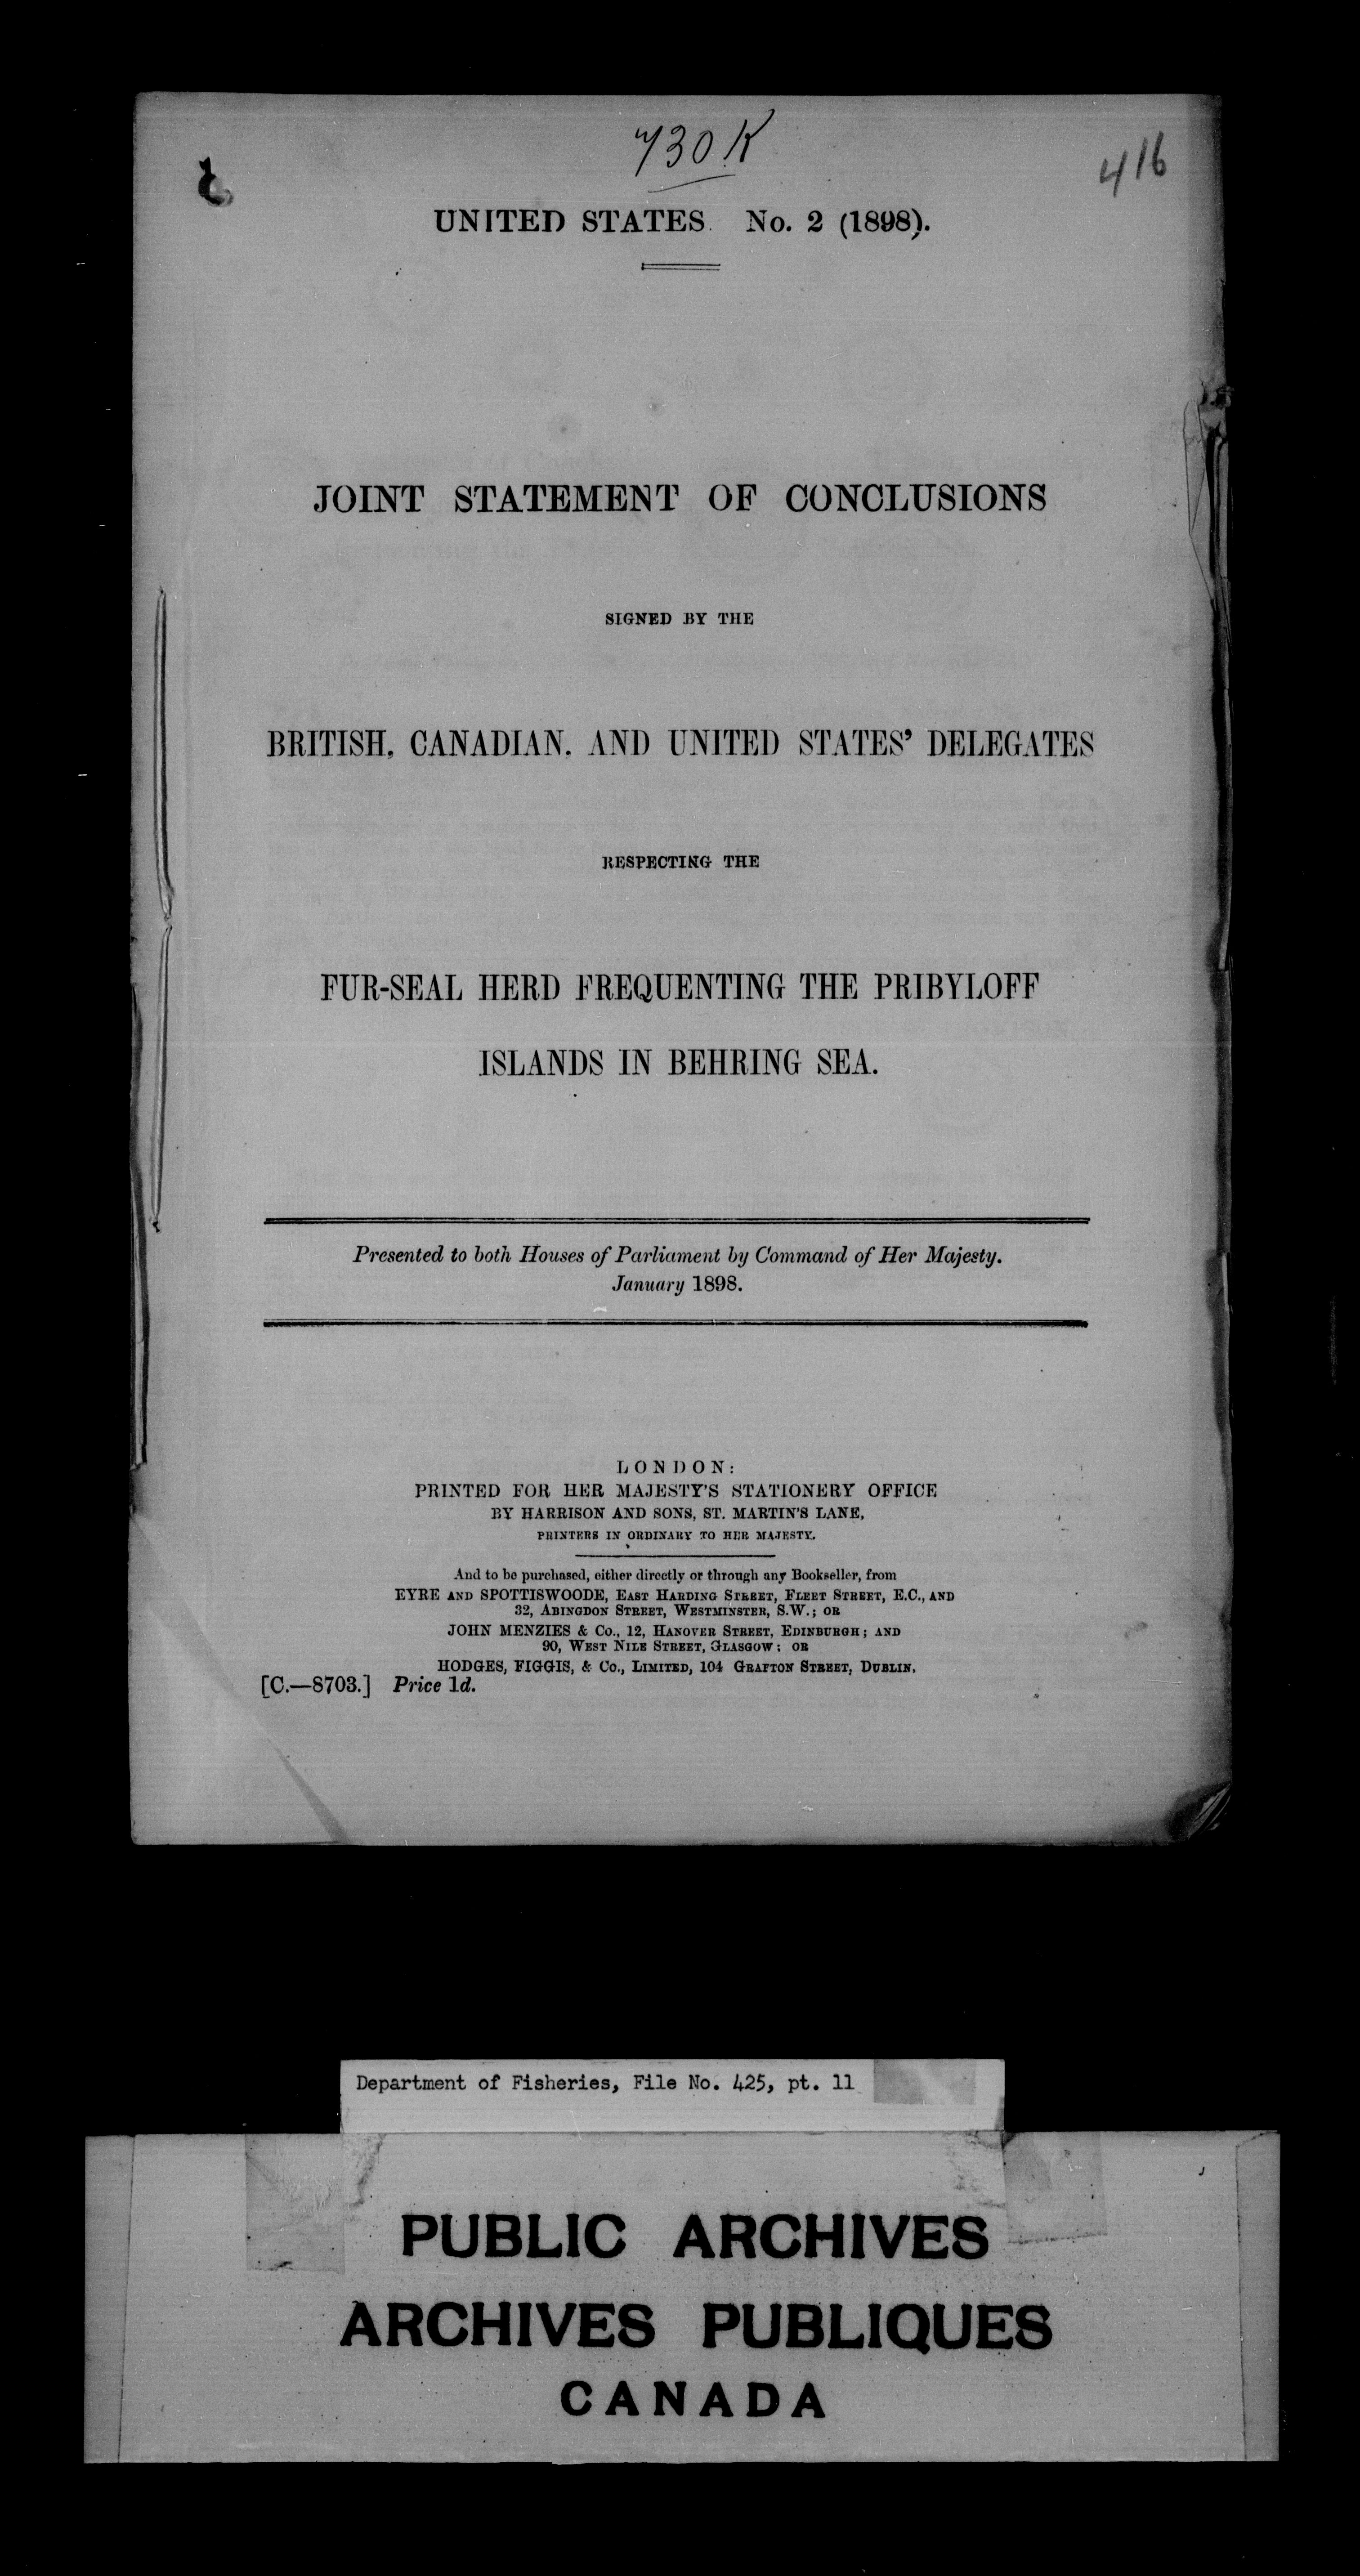 730 K
416
UNITED STATES. No. 2 (1898).
JOINT STATEMENT OF CONCLUSIONS
SIGNED BY THE
BRITISH, CANADIAN, AND UNITED STATES' DELEGATES
RESPECTING THE
FUR-SEAL HERD FREQUENTING THE PRIBYLOFF
ISLANDS IN BEHRING SEA.
Presented to both Houses of Parliament by Command of Her Majesty.
January 1898.
LONDON:
PRINTED FOR HER MAJESTY'S STATIONERY OFFICE
BY HARRISON AND SONS, ST. MARTIN'S LANE,
PRINTERS IN ORDINARY TO HER MAJESTY.
And to be purchased, either directly or through any Bookseller, from
EYRE AND SPOTTISWOODE, EAST HARDING STREET, FLEET STREET, E.C., AND
32, ABINGDON STREET, WESTMINSTER, S.W.; OR
JOHN MENZIES & Co., 12, HANOVER STREET, EDINBURGH; AND
90, WEST NILE STREET, GLASGOW; OR
HODGES, FIGGIS, & Co., LIMITED, 104 GRAFTON STREET, DUBLIN.
[C.—8703.] Price 1d.
Department of Fisheries, File No. 425, pt. 11
PUBLIC ARCHIVES
ARCHIVES PUBLIQUES
CANADA